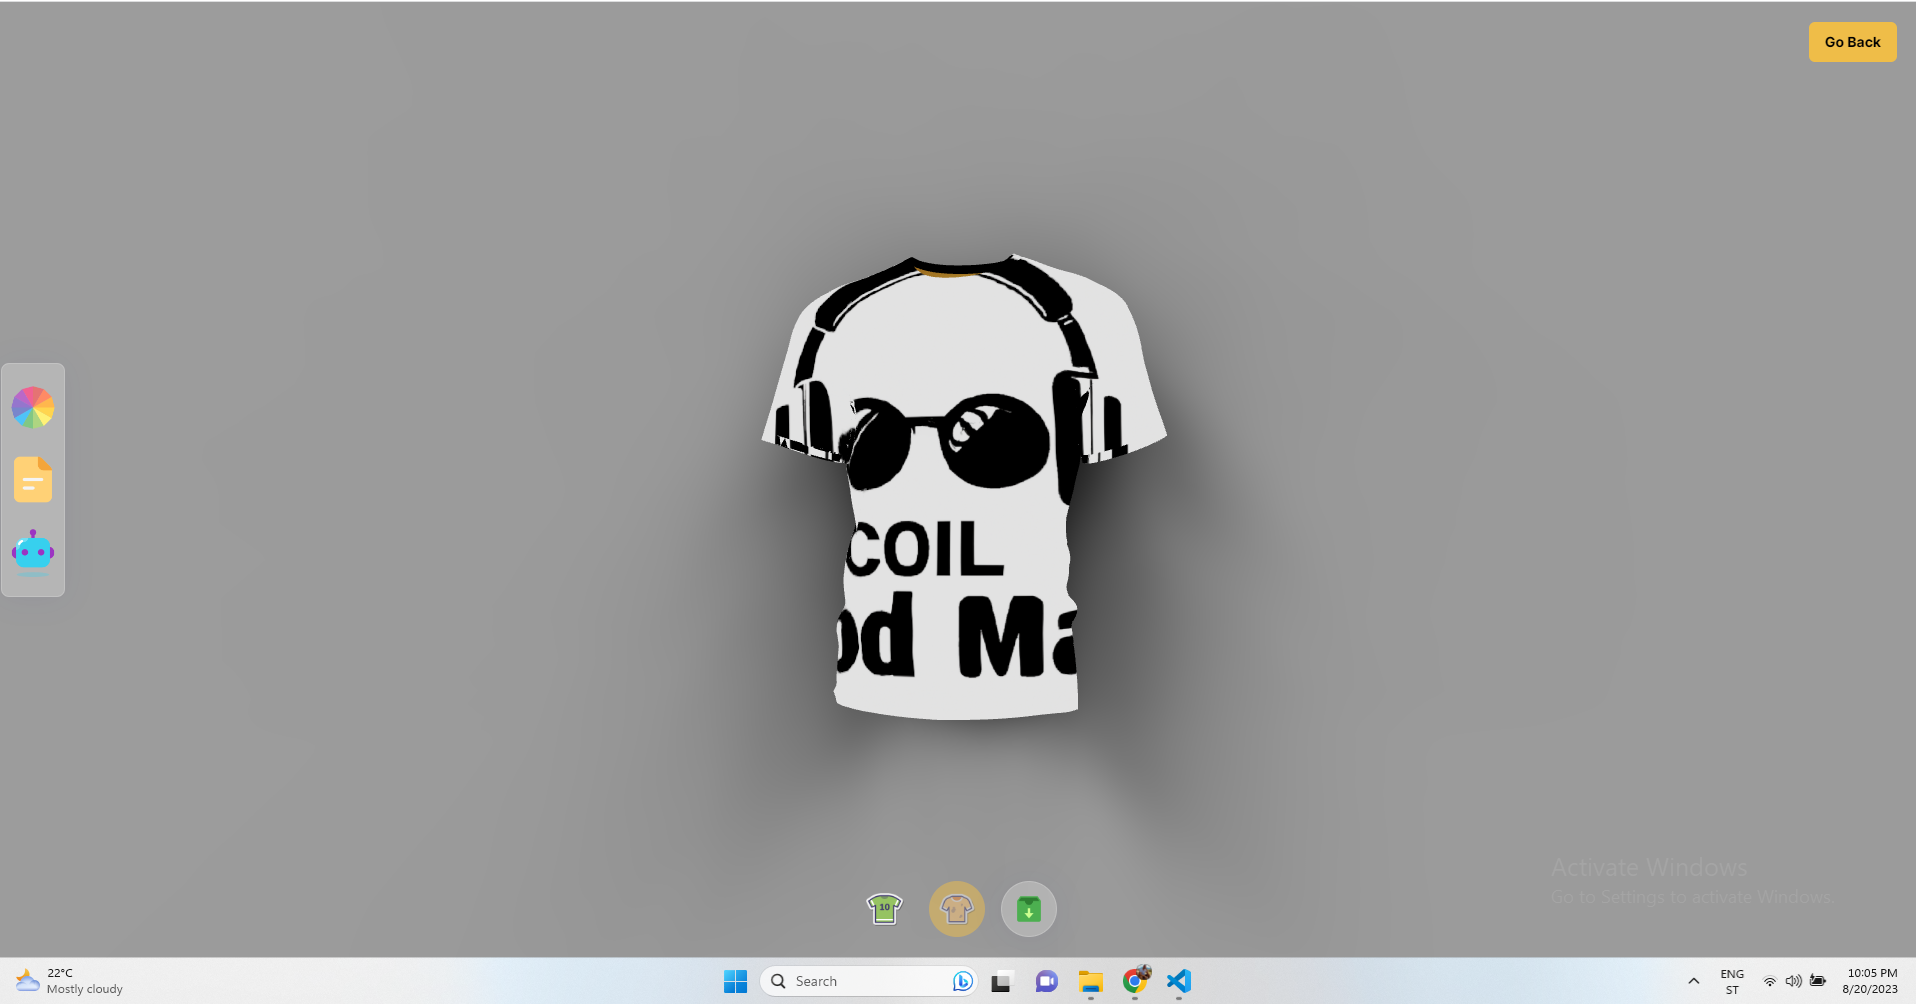 Go Back
COIL
od Ma
10
Activate Windows
Go to Settings to activate Windows.
22°C
Mostly cloudy
Search
ENG
ST
10:05 PM
8/20/2023